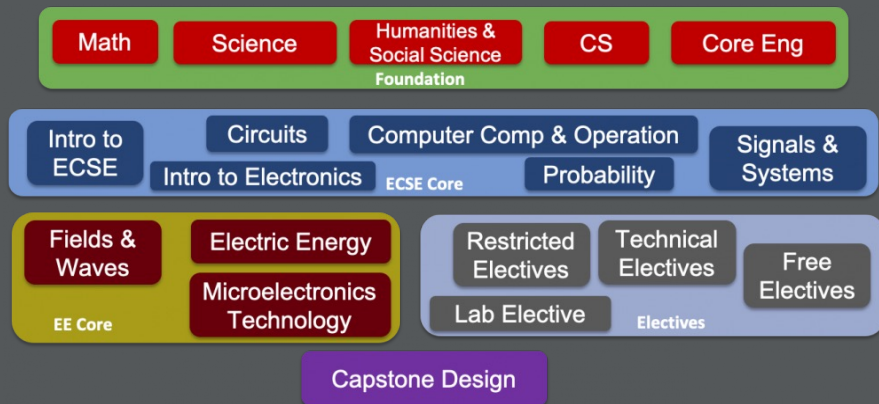 Math
Science
Humanities &
Social Science
CS
Core Eng
Foundation
Intro to
ECSE
Circuits
Computer Comp & Operation
Signals &
Systems
Intro to Electronics
ECSE Core
Probability
Fields &
Waves
Electric Energy
Microelectronics
Technology
EE Core
Restricted
Electives
Technical
Electives
Free
Electives
Lab Elective
Electives
Capstone Design